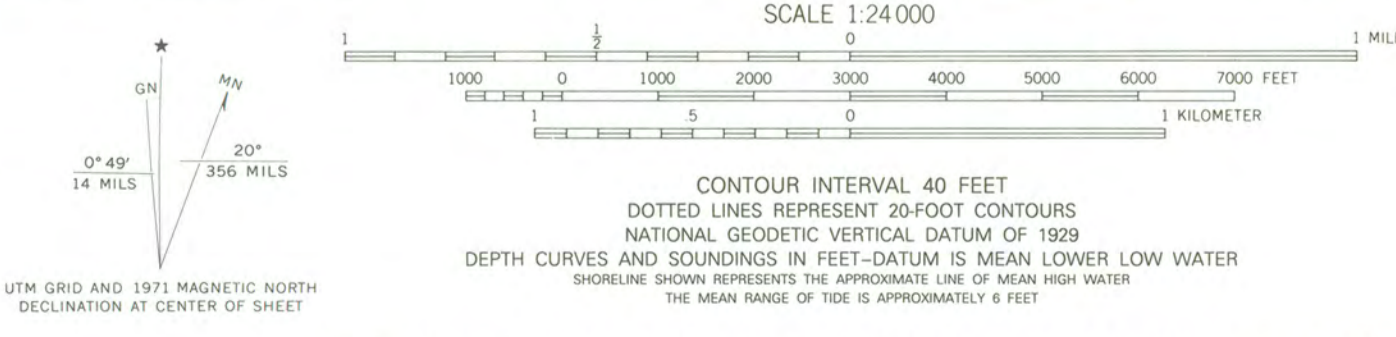 SCALE 1:24 000
1 1/2 0 1 MIL
1000 0 1000 2000 3000 4000 5000 6000 7000 FEET
1 .5 0 1 KILOMETER
GN MN
0° 49′ 20°
14 MILS 356 MILS
UTM GRID AND 1971 MAGNETIC NORTH
DECLINATION AT CENTER OF SHEET
CONTOUR INTERVAL 40 FEET
DOTTED LINES REPRESENT 20-FOOT CONTOURS
NATIONAL GEODETIC VERTICAL DATUM OF 1929
DEPTH CURVES AND SOUNDINGS IN FEET–DATUM IS MEAN LOWER LOW WATER
SHORELINE SHOWN REPRESENTS THE APPROXIMATE LINE OF MEAN HIGH WATER
THE MEAN RANGE OF TIDE IS APPROXIMATELY 6 FEET